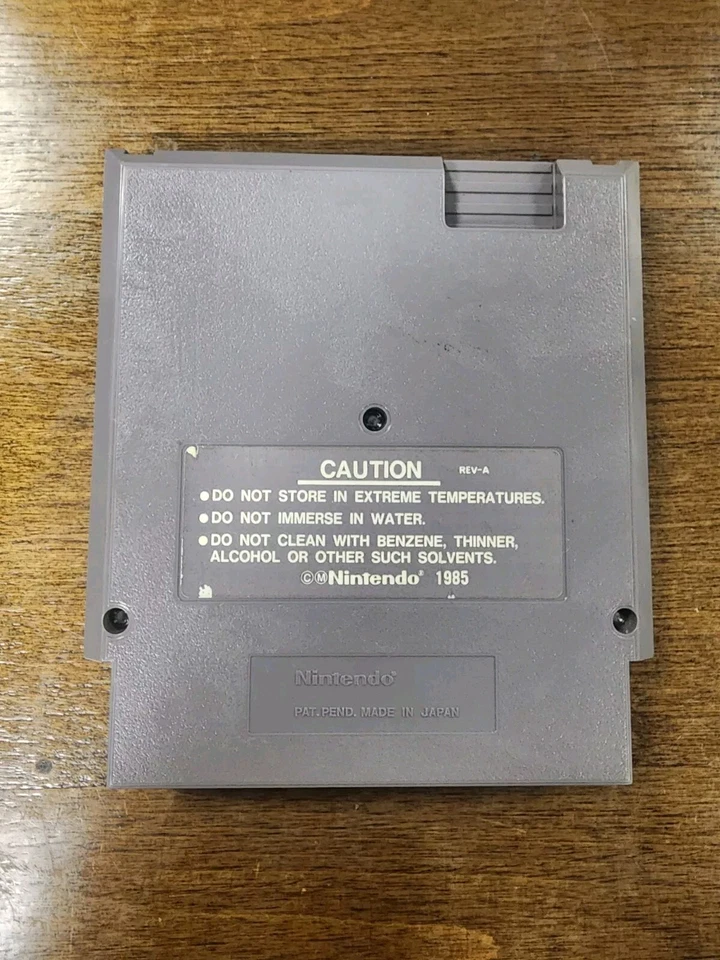 CAUTION REV-A
●DO NOT STORE IN EXTREME TEMPERATURES.
●DO NOT IMMERSE IN WATER.
●DO NOT CLEAN WITH BENZENE, THINNER,
ALCOHOL OR OTHER SUCH SOLVENTS.
©ⓂNintendo® 1985
Nintendo®
PAT. PEND. MADE IN JAPAN